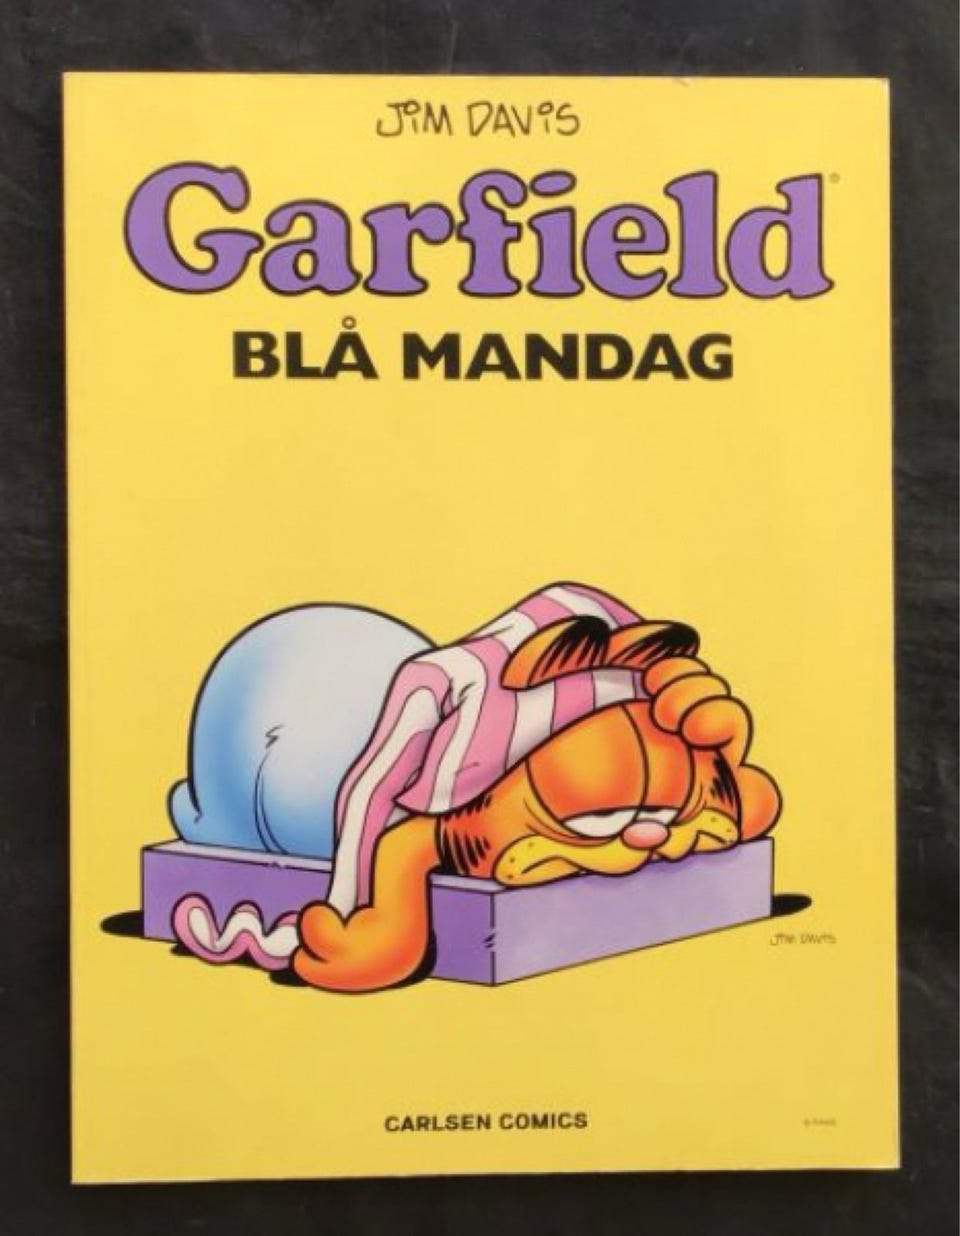 JIM DAVIS
Garfield®
BLÅ MANDAG
JIM DAVIS
CARLSEN COMICS